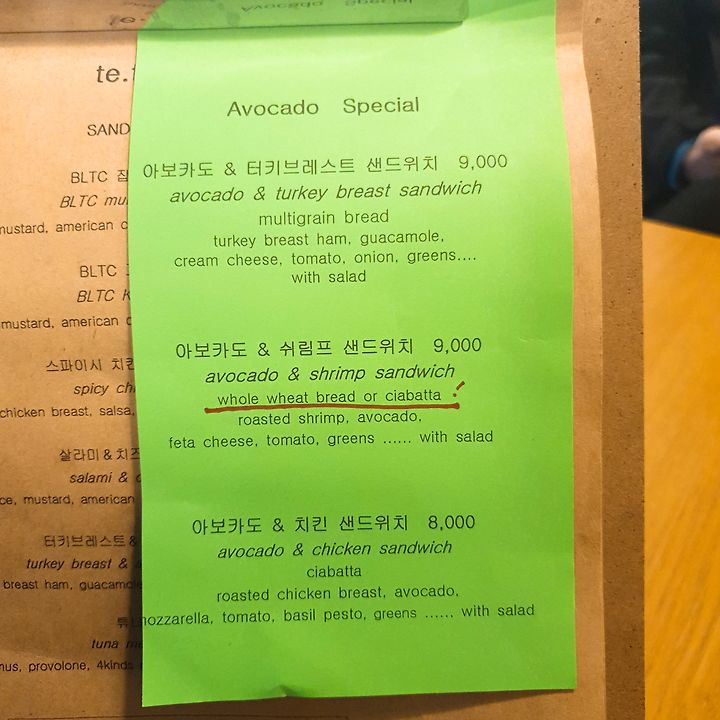 Avocado Special
아보카도 & 터키브레스트 샌드위치 9,000
avocado & turkey breast sandwich
multigrain bread
turkey breast ham, guacamole,
cream cheese, tomato, onion, greens....
with salad
아보카도 & 쉬림프 샌드위치 9,000
avocado & shrimp sandwich
whole wheat bread or ciabatta !
roasted shrimp, avocado,
feta cheese, tomato, greens ...... with salad
아보카도 & 치킨 샌드위치 8,000
avocado & chicken sandwich
ciabatta
roasted chicken breast, avocado,
mozzarella, tomato, basil pesto, greens ...... with salad
SAND
BLTC
BLTC
mustard, american
BLTC
BLTC K
mustard, american
스파이시 치킨
spicy
chicken breast, salsa,
살라미 & 치즈
salami &
mustard, american
터키브레스트 &
turkey breast &
breast ham,
tuna
provolone, 4kinds